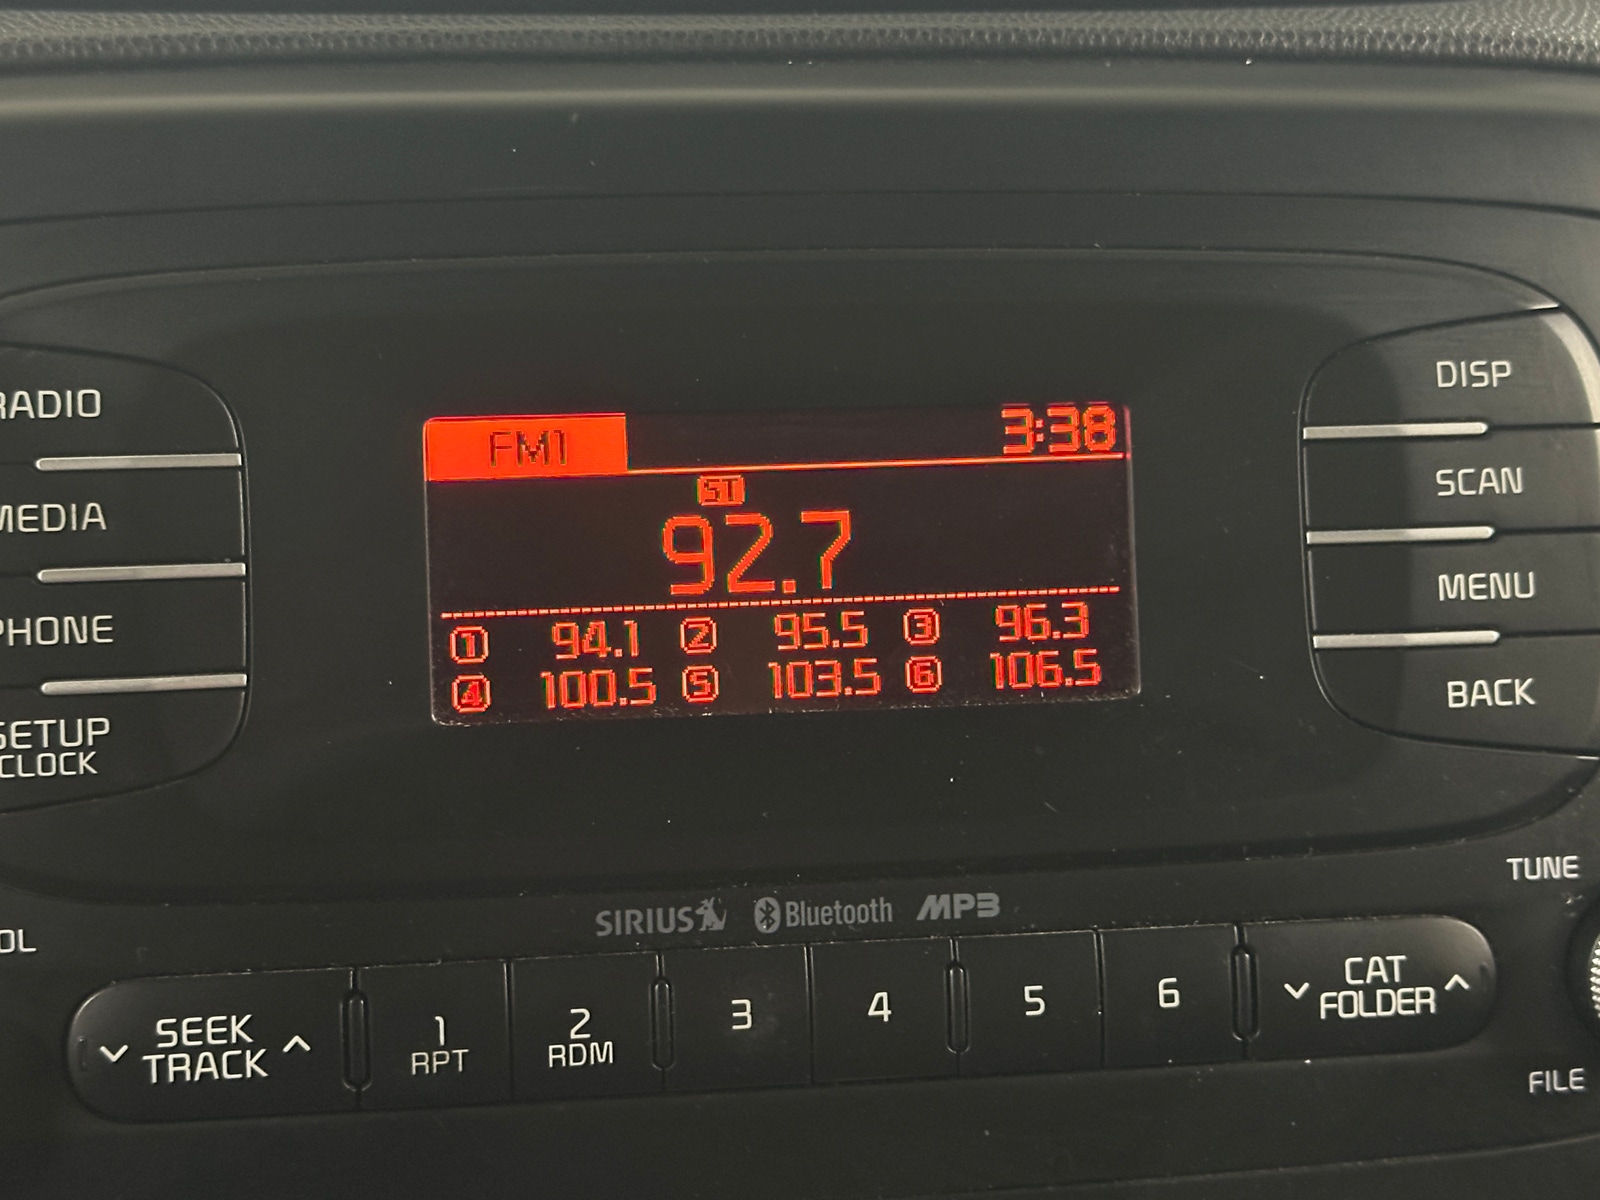 RADIO
MEDIA
PHONE
SETUP
CLOCK
FM1 3:38
ST
92.7
1 94.1 2 95.5 3 96.3
4 100.5 5 103.5 6 106.5
DISP
SCAN
MENU
BACK
TUNE
OL
SIRIUS Bluetooth MP3
SEEK
TRACK
1
RPT
2
RDM
3
4
5
6
CAT
FOLDER
FILE